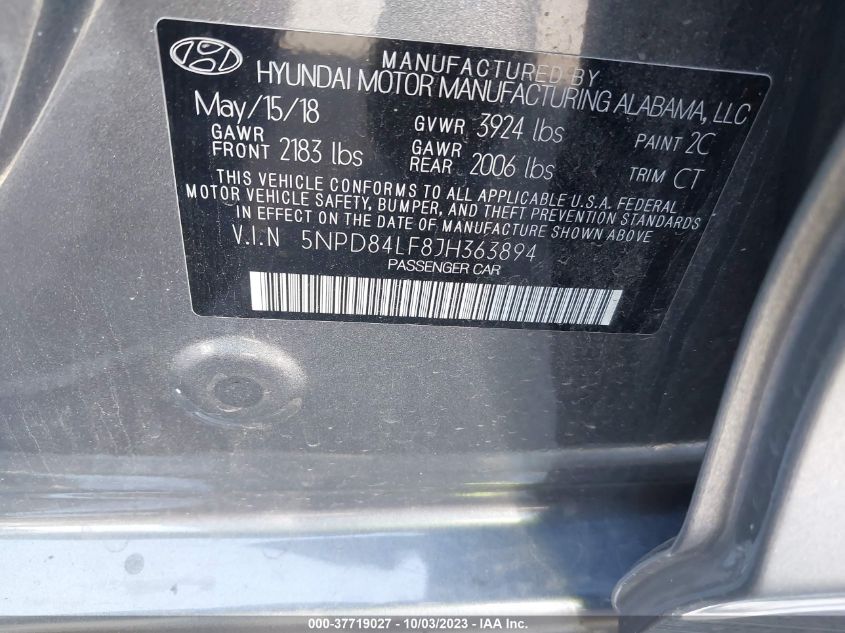 MANUFACTURED BY
HYUNDAI MOTOR MANUFACTURING ALABAMA, LLC
May/15/18 GVWR 3924 lbs PAINT 2C
GAWR FRONT 2183 lbs GAWR REAR 2006 lbs TRIM CT
THIS VEHICLE CONFORMS TO ALL APPLICABLE U.S.A. FEDERAL
MOTOR VEHICLE SAFETY, BUMPER, AND THEFT PREVENTION STANDARDS
IN EFFECT ON THE DATE OF MANUFACTURE SHOWN ABOVE
V.I.N 5NPD84LF8JH363894
PASSENGER CAR
000-37719027 - 10/03/2023 - IAA Inc.